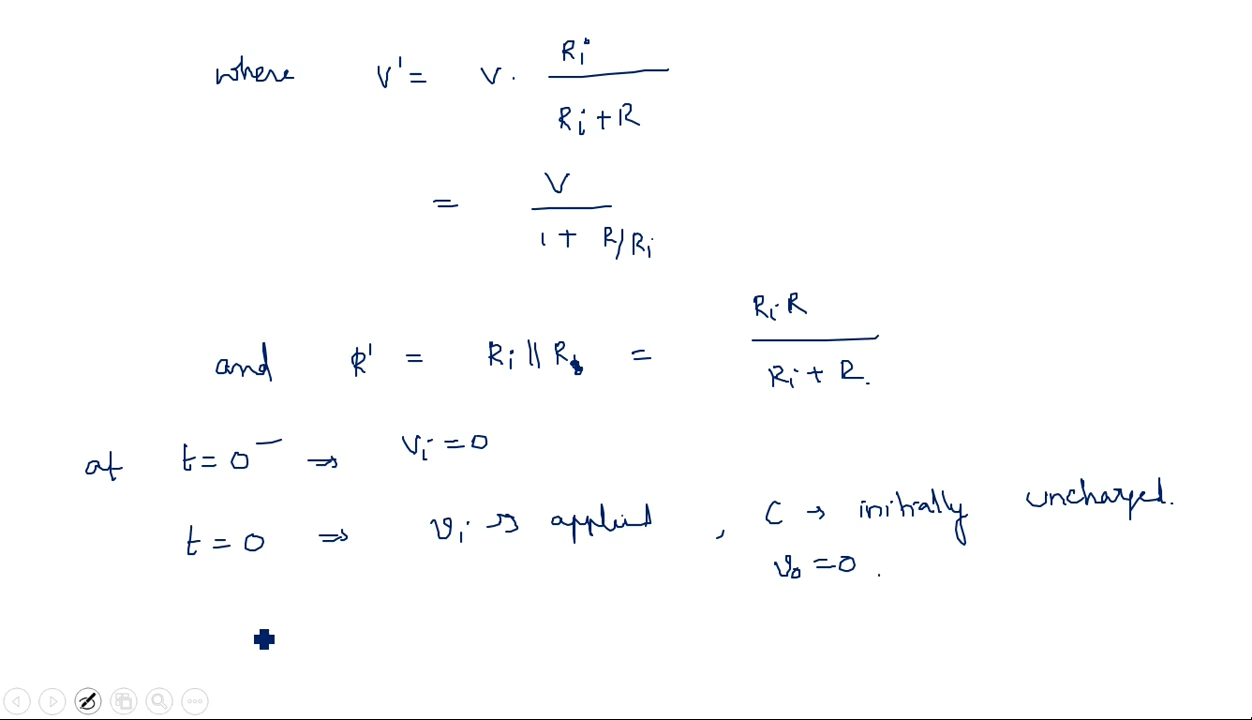 where V' = V . Ri / Ri + R
= V / 1 + R/Ri
and R' = Ri || R = Ri . R / Ri + R.
at t = 0⁻ ⇒ Vi = 0
t = 0 ⇒ vi is applied , C → initially uncharged.
v₀ = 0 .